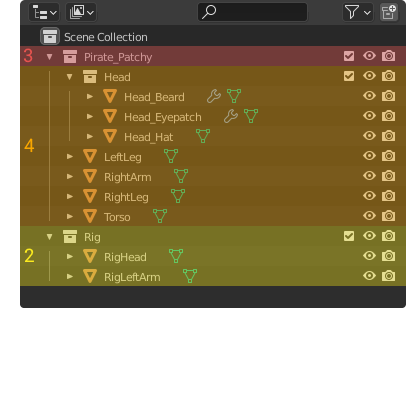 Scene Collection
3 Pirate_Patchy
Head
Head_Beard
Head_Eyepatch
Head_Hat
4
LeftLeg
RightArm
RightLeg
Torso
Rig
2 RigHead
RigLeftArm